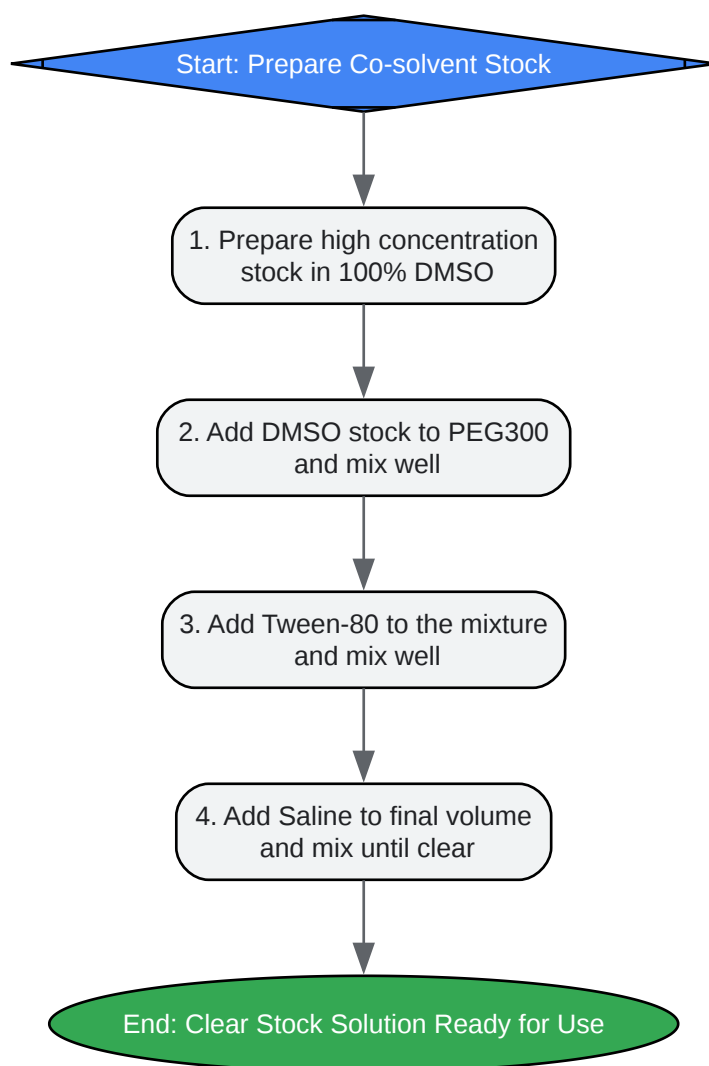 Start: Prepare Co-solvent Stock
1. Prepare high concentration
stock in 100% DMSO
2. Add DMSO stock to PEG300
and mix well
3. Add Tween-80 to the mixture
and mix well
4. Add Saline to final volume
and mix until clear
End: Clear Stock Solution Ready for Use